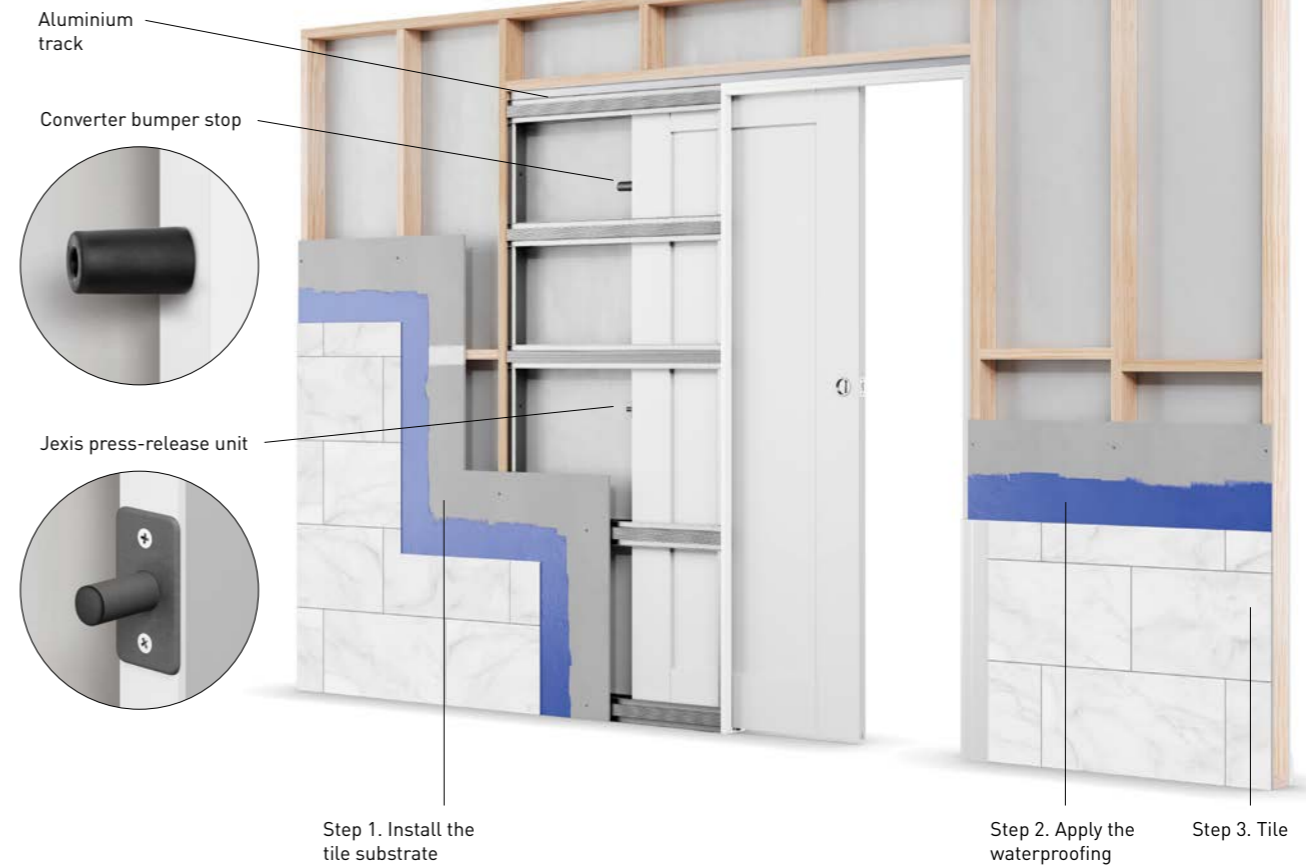 Aluminium
track
Converter bumper stop
Jexis press-release unit
Step 1. Install the
tile substrate
Step 2. Apply the
waterproofing
Step 3. Tile